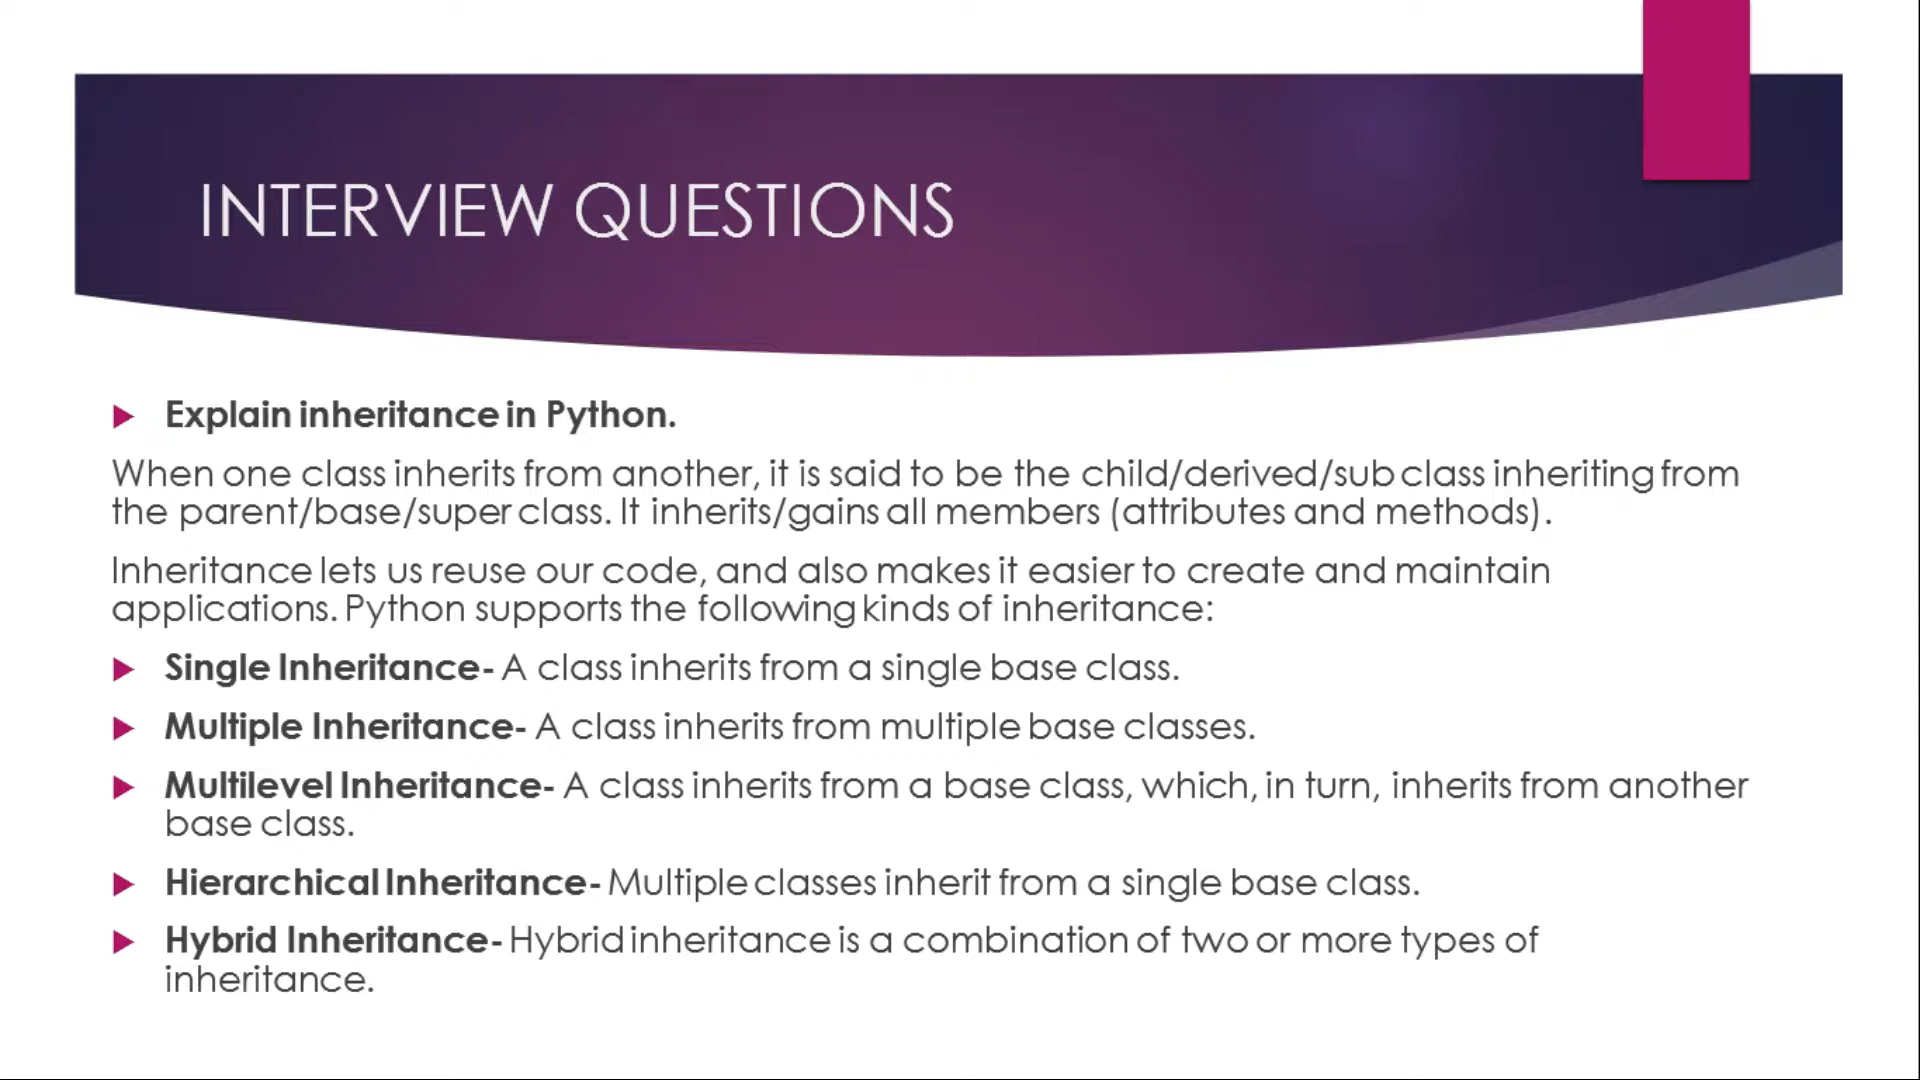 INTERVIEW QUESTIONS
Explain inheritance in Python.
When one class inherits from another, it is said to be the child/derived/sub class inheriting from
the parent/base/super class. It inherits/gains all members (attributes and methods).
Inheritance lets us reuse our code, and also makes it easier to create and maintain
applications. Python supports the following kinds of inheritance:
Single Inheritance- A class inherits from a single base class.
Multiple Inheritance- A class inherits from multiple base classes.
Multilevel Inheritance- A class inherits from a base class, which, in turn, inherits from another
base class.
Hierarchical Inheritance- Multiple classes inherit from a single base class.
Hybrid Inheritance- Hybrid inheritance is a combination of two or more types of
inheritance.